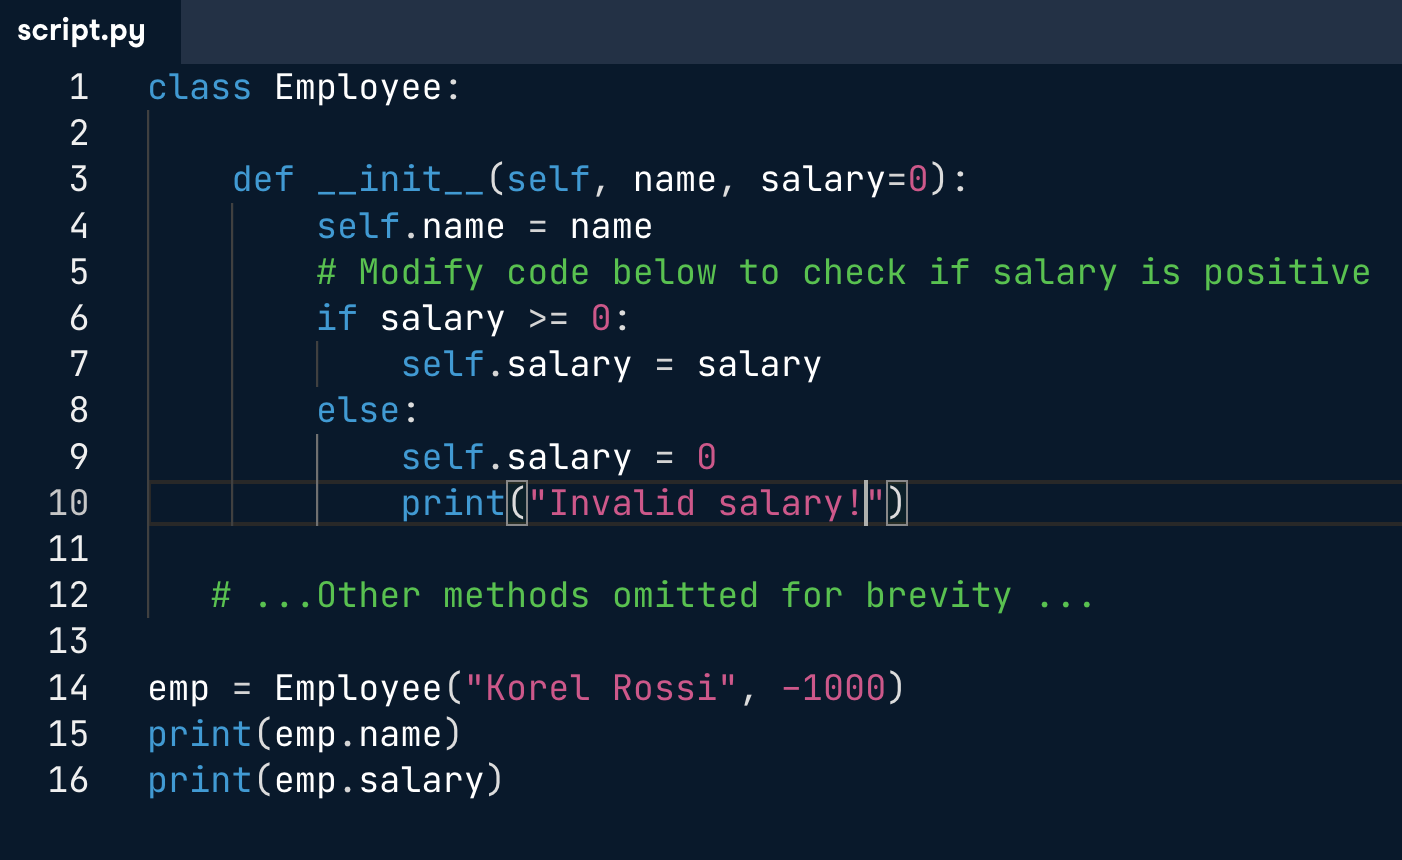 script.py
1 class Employee:
2
3     def __init__(self, name, salary=0):
4         self.name = name
5         # Modify code below to check if salary is positive
6         if salary >= 0:
7             self.salary = salary
8         else:
9             self.salary = 0
10             print("Invalid salary!")
11
12    # ...Other methods omitted for brevity ...
13
14 emp = Employee("Korel Rossi", -1000)
15 print(emp.name)
16 print(emp.salary)